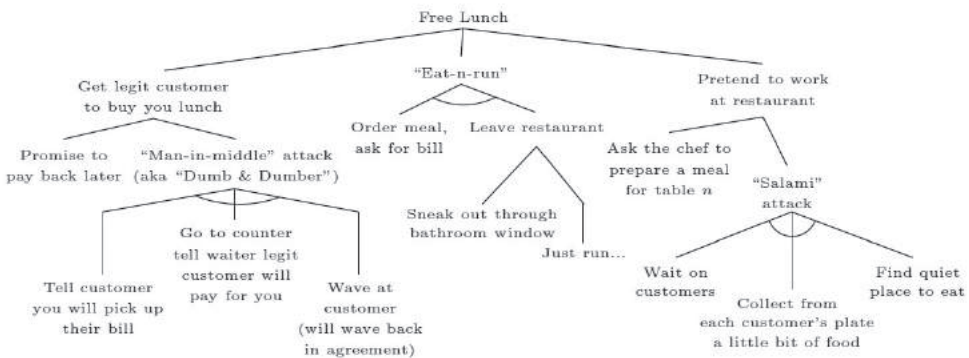 Free Lunch
Get legit customer
to buy you lunch
“Eat-n-run”
Pretend to work
at restaurant
Promise to
pay back later
“Man-in-middle” attack
(aka “Dumb & Dumber”)
Order meal,
ask for bill
Leave restaurant
Ask the chef to
prepare a meal
for table n
“Salami”
attack
Tell customer
you will pick up
their bill
Go to counter
tell waiter legit
customer will
pay for you
Wave at
customer
(will wave back
in agreement)
Sneak out through
bathroom window
Just run...
Wait on
customers
Collect from
each customer’s plate
a little bit of food
Find quiet
place to eat